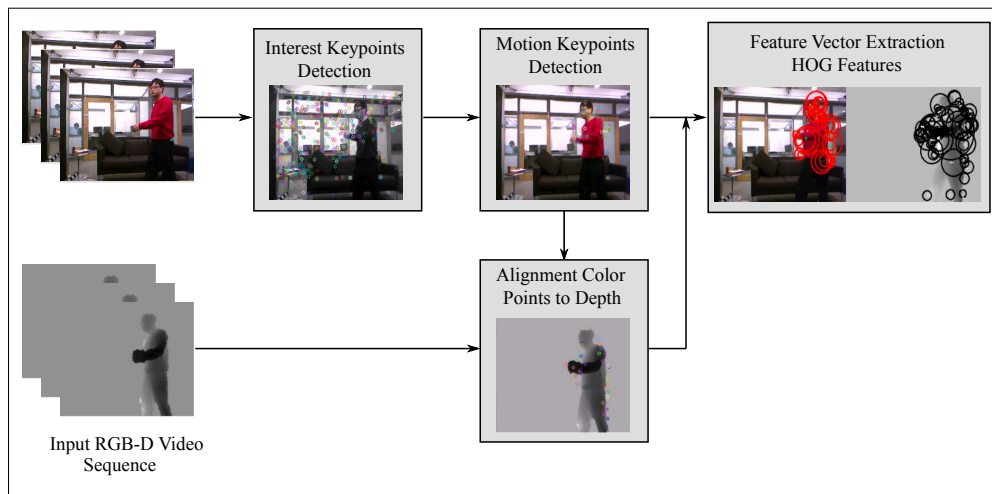 Interest Keypoints
Detection
Motion Keypoints
Detection
Feature Vector Extraction
HOG Features
Alignment Color
Points to Depth
Input RGB-D Video
Sequence